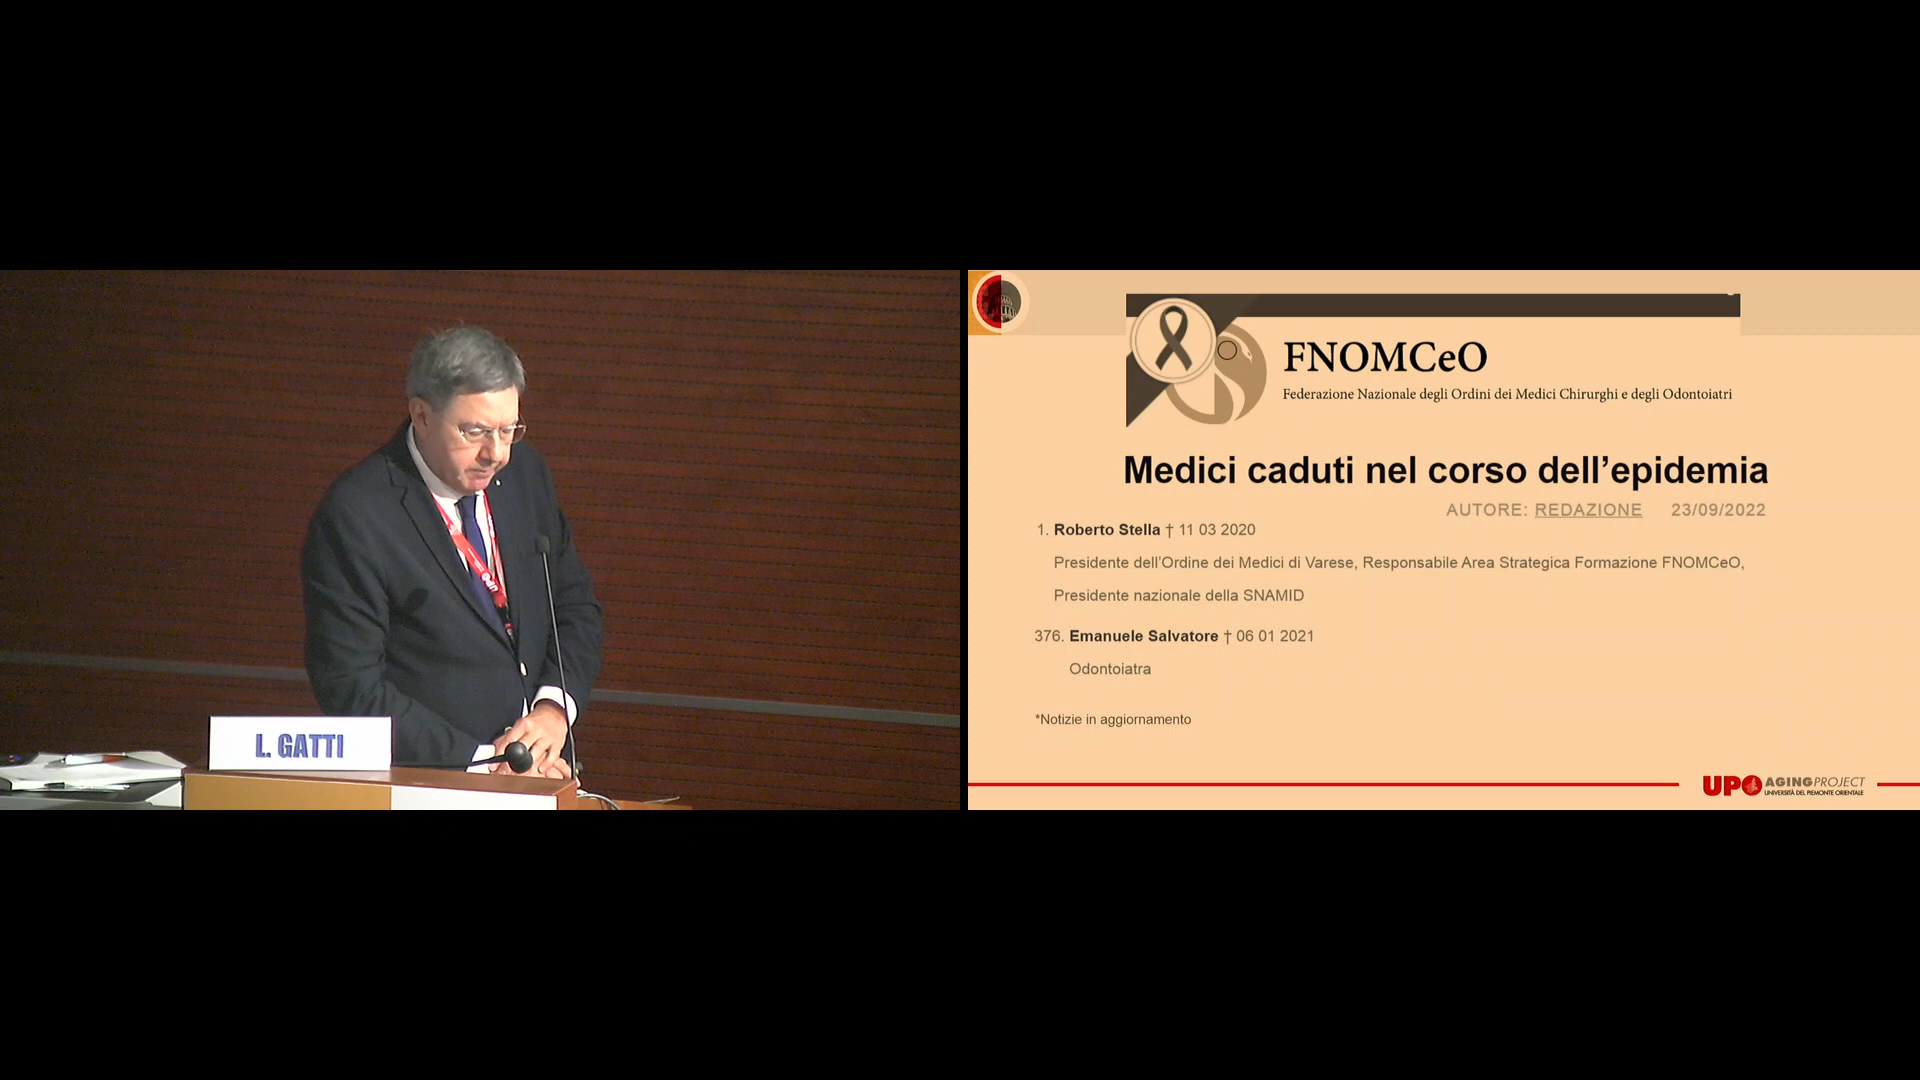 L. GATTI
FNOMCeO
Federazione Nazionale degli Ordini dei Medici Chirurghi e degli Odontoiatri
Medici caduti nel corso dell’epidemia
AUTORE: REDAZIONE 23/09/2022
1. Roberto Stella † 11 03 2020
Presidente dell’Ordine dei Medici di Varese, Responsabile Area Strategica Formazione FNOMCeO,
Presidente nazionale della SNAMID
376. Emanuele Salvatore † 06 01 2021
Odontoiatra
*Notizie in aggiornamento
UPO AGINGPROJECT
UNIVERSITÀ DEL PIEMONTE ORIENTALE
UPO